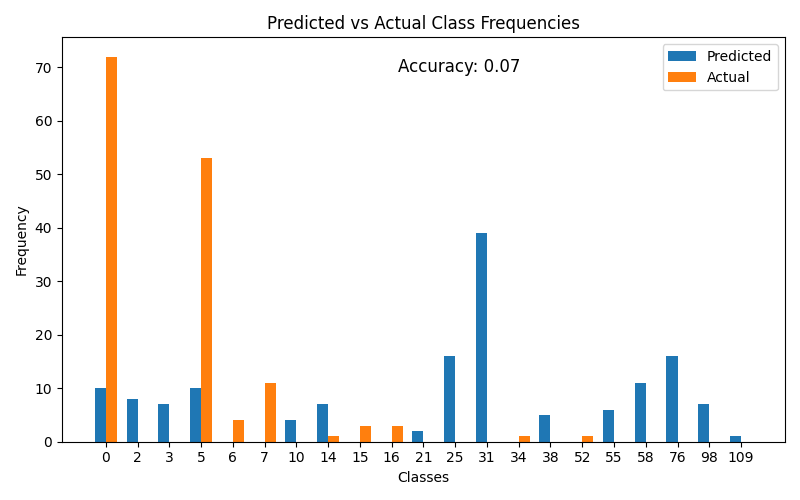 Predicted vs Actual Class Frequencies
Accuracy: 0.07
Predicted
Actual
Frequency
70
60
50
40
30
20
10
0
0 2 3 5 6 7 10 14 15 16 21 25 31 34 38 52 55 58 76 98 109
Classes